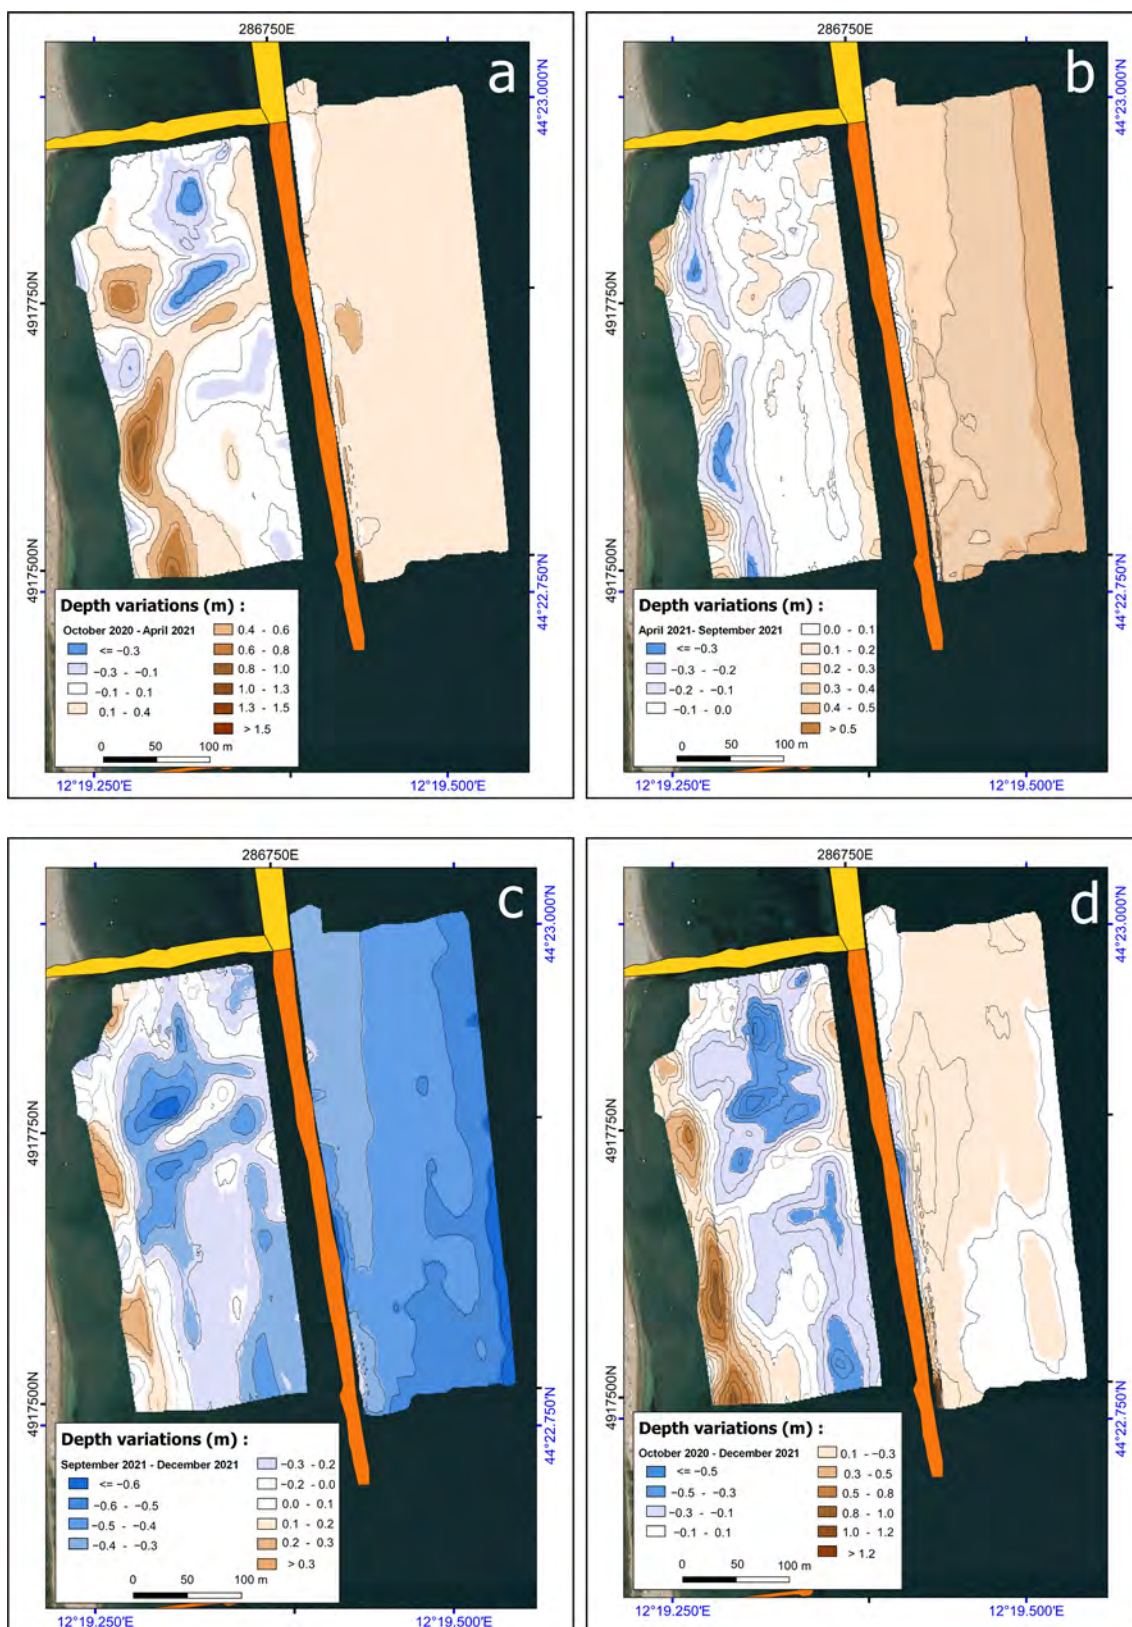 286750E
286750E
a
b
44°23.000'N
44°23.000'N
4917750N
4917750N
4917500N
4917500N
44°22.750'N
44°22.750'N
Depth variations (m) :
October 2020 - April 2021
<= −0.3
−0.3 - −0.1
−0.1 - 0.1
0.1 - 0.4
0.4 - 0.6
0.6 - 0.8
0.8 - 1.0
1.0 - 1.3
1.3 - 1.5
> 1.5
0 50 100 m
12°19.250'E
12°19.500'E
Depth variations (m) :
April 2021- September 2021
<= −0.3
−0.3 - −0.2
−0.2 - −0.1
−0.1 - 0.0
0.0 - 0.1
0.1 - 0.2
0.2 - 0.3
0.3 - 0.4
0.4 - 0.5
> 0.5
0 50 100 m
12°19.250'E
12°19.500'E
286750E
286750E
c
d
44°23.000'N
44°23.000'N
4917750N
4917750N
4917500N
4917500N
44°22.750'N
44°22.750'N
Depth variations (m) :
September 2021 - December 2021
<= −0.6
−0.6 - −0.5
−0.5 - −0.4
−0.4 - −0.3
−0.3 - 0.2
−0.2 - 0.0
0.0 - 0.1
0.1 - 0.2
0.2 - 0.3
> 0.3
0 50 100 m
12°19.250'E
12°19.500'E
Depth variations (m) :
October 2020 - December 2021
<= −0.5
−0.5 - −0.3
−0.3 - −0.1
−0.1 - 0.1
0.1 - −0.3
0.3 - 0.5
0.5 - 0.8
0.8 - 1.0
1.0 - 1.2
> 1.2
0 50 100 m
12°19.250'E
12°19.500'E